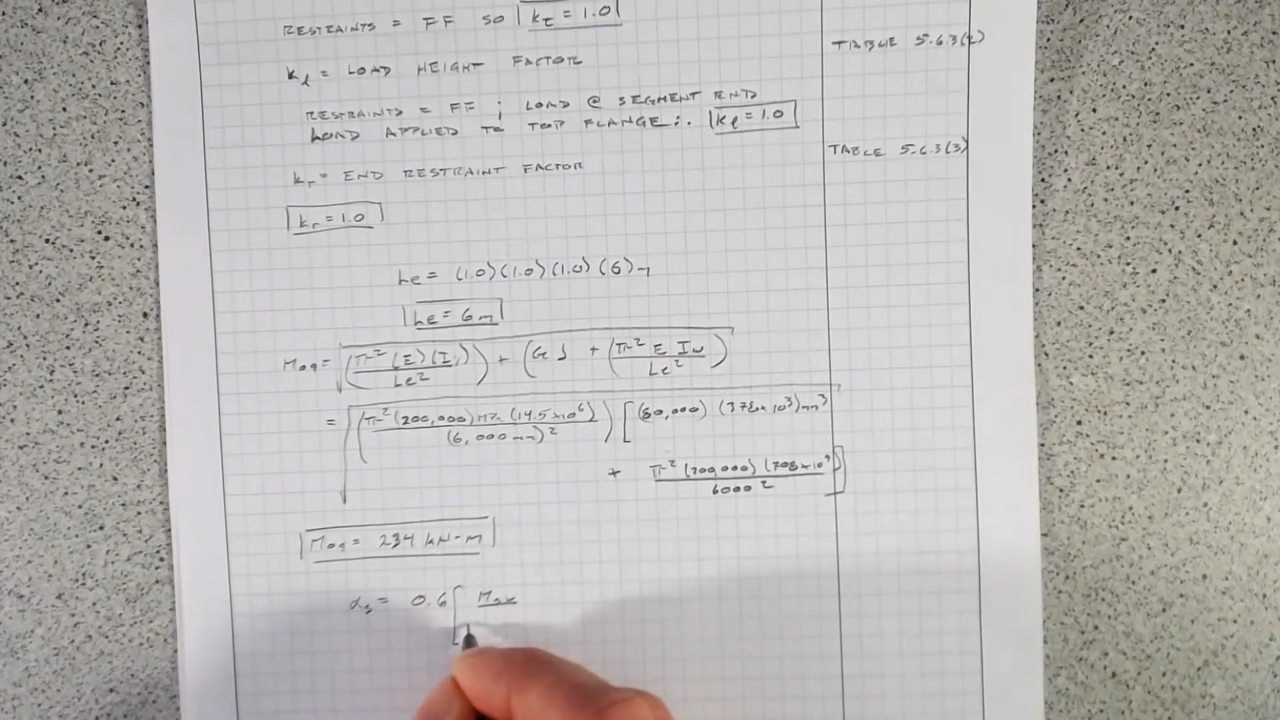 RESTRAINTS = FF SO kt = 1.0
TABLE 5.6.3(2)
kl = LOAD HEIGHT FACTOR
RESTRAINTS = FF ; LOAD @ SEGMENT END
LOAD APPLIED TO TOP FLANGE ∴ kl = 1.0
TABLE 5.6.3(3)
kr = END RESTRAINT FACTOR
kr = 1.0
Le = (1.0)(1.0)(1.0)(6)m
Le = 6m
Moa = √((π² (E)(Iy) / Le²) + (GJ + (π² E Iw / Le²)
= √((π² (200,000) MPa (14.5 x10⁶) / (6,000mm)²) [(80,000) (378x10³)mm³
+ π² (200,000) (708x10⁹) / 6000²]
Moa = 234 kN-m
αs = 0.6 [